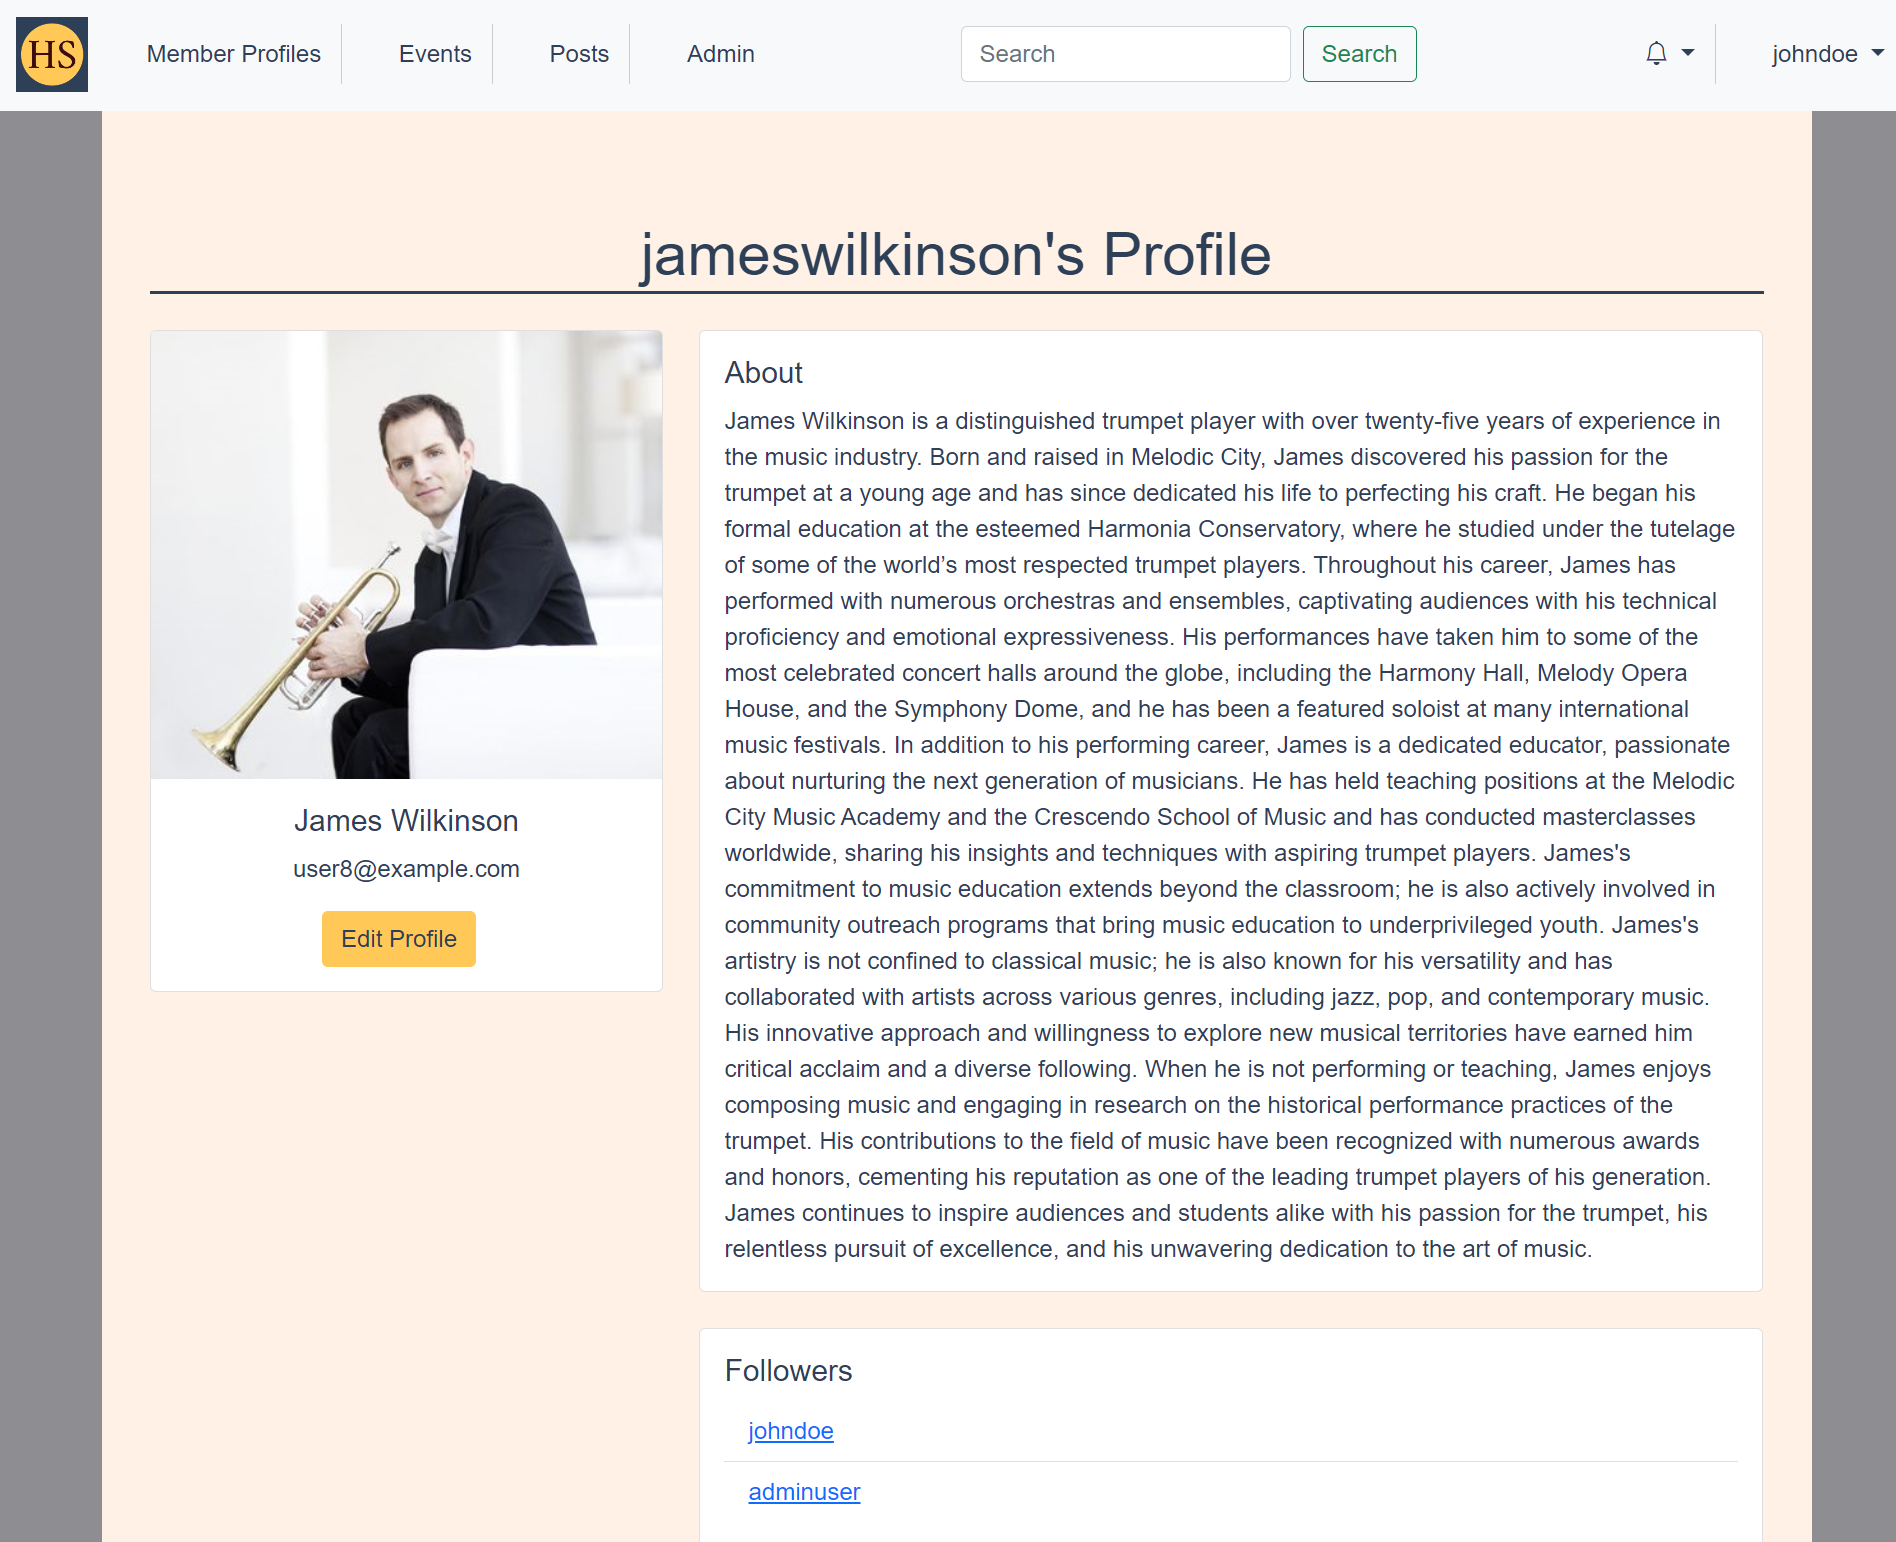 HS
Member Profiles
Events
Posts
Admin
Search
Search
johndoe
jameswilkinson's Profile
James Wilkinson
user8@example.com
Edit Profile
About
James Wilkinson is a distinguished trumpet player with over twenty-five years of experience in
the music industry. Born and raised in Melodic City, James discovered his passion for the
trumpet at a young age and has since dedicated his life to perfecting his craft. He began his
formal education at the esteemed Harmonia Conservatory, where he studied under the tutelage
of some of the world’s most respected trumpet players. Throughout his career, James has
performed with numerous orchestras and ensembles, captivating audiences with his technical
proficiency and emotional expressiveness. His performances have taken him to some of the
most celebrated concert halls around the globe, including the Harmony Hall, Melody Opera
House, and the Symphony Dome, and he has been a featured soloist at many international
music festivals. In addition to his performing career, James is a dedicated educator, passionate
about nurturing the next generation of musicians. He has held teaching positions at the Melodic
City Music Academy and the Crescendo School of Music and has conducted masterclasses
worldwide, sharing his insights and techniques with aspiring trumpet players. James's
commitment to music education extends beyond the classroom; he is also actively involved in
community outreach programs that bring music education to underprivileged youth. James's
artistry is not confined to classical music; he is also known for his versatility and has
collaborated with artists across various genres, including jazz, pop, and contemporary music.
His innovative approach and willingness to explore new musical territories have earned him
critical acclaim and a diverse following. When he is not performing or teaching, James enjoys
composing music and engaging in research on the historical performance practices of the
trumpet. His contributions to the field of music have been recognized with numerous awards
and honors, cementing his reputation as one of the leading trumpet players of his generation.
James continues to inspire audiences and students alike with his passion for the trumpet, his
relentless pursuit of excellence, and his unwavering dedication to the art of music.
Followers
johndoe
adminuser